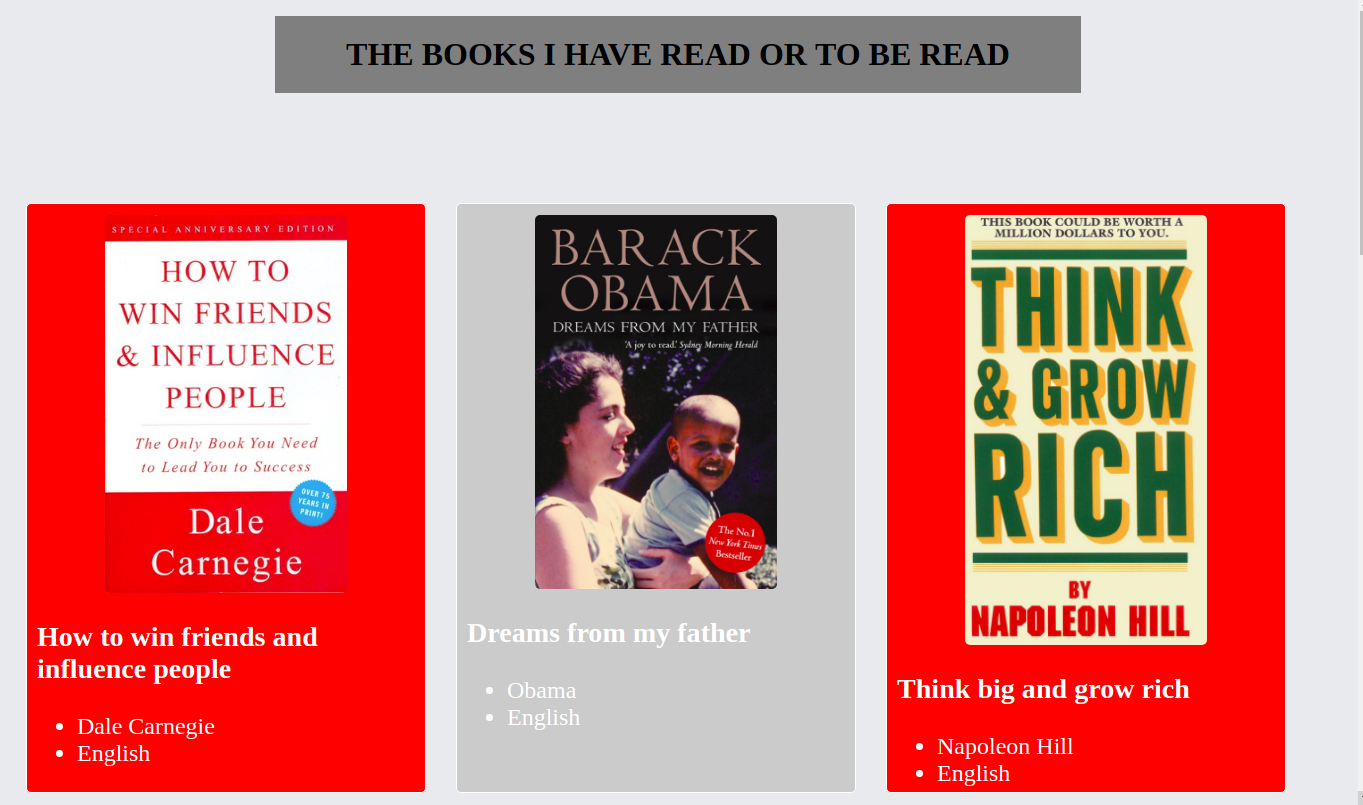 THE BOOKS I HAVE READ OR TO BE READ
SPECIAL ANNIVERSARY EDITION
HOW TO
WIN FRIENDS
& INFLUENCE
PEOPLE
The Only Book You Need
to Lead You to Success
OVER 75
YEARS IN
PRINT!
Dale
Carnegie
How to win friends and
influence people
Dale Carnegie
English
BARACK
OBAMA
DREAMS FROM MY FATHER
'A joy to read.' Sydney Morning Herald
The No.1
New York Times
Bestseller
Dreams from my father
Obama
English
THIS BOOK COULD BE WORTH A
MILLION DOLLARS TO YOU.
THINK
& GROW
RICH
BY
NAPOLEON HILL
Think big and grow rich
Napoleon Hill
English